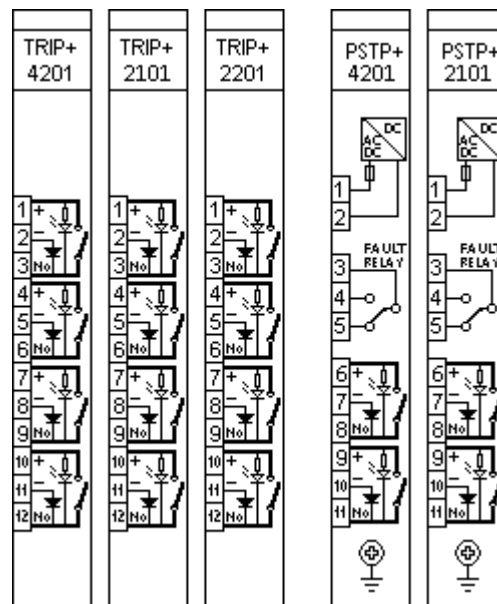 TRIP+
4201
1 +
2 -
3 No
4 +
5 -
6 No
7 +
8 -
9 No
10 +
11 -
12 No
TRIP+
2101
1 +
2 -
3 No
4 +
5 -
6 No
7 +
8 -
9 No
10 +
11 -
12 No
TRIP+
2201
1 +
2 -
3 No
4 +
5 -
6 No
7 +
8 -
9 No
10 +
11 -
12 No
PSTP+
4201
DC
AC
DC
1
2
FAULT
3 RELAY
4
5
6 +
7 -
8 No
9 +
10 -
11 No
PSTP+
2101
DC
AC
DC
1
2
FAULT
3 RELAY
4
5
6 +
7 -
8 No
9 +
10 -
11 No